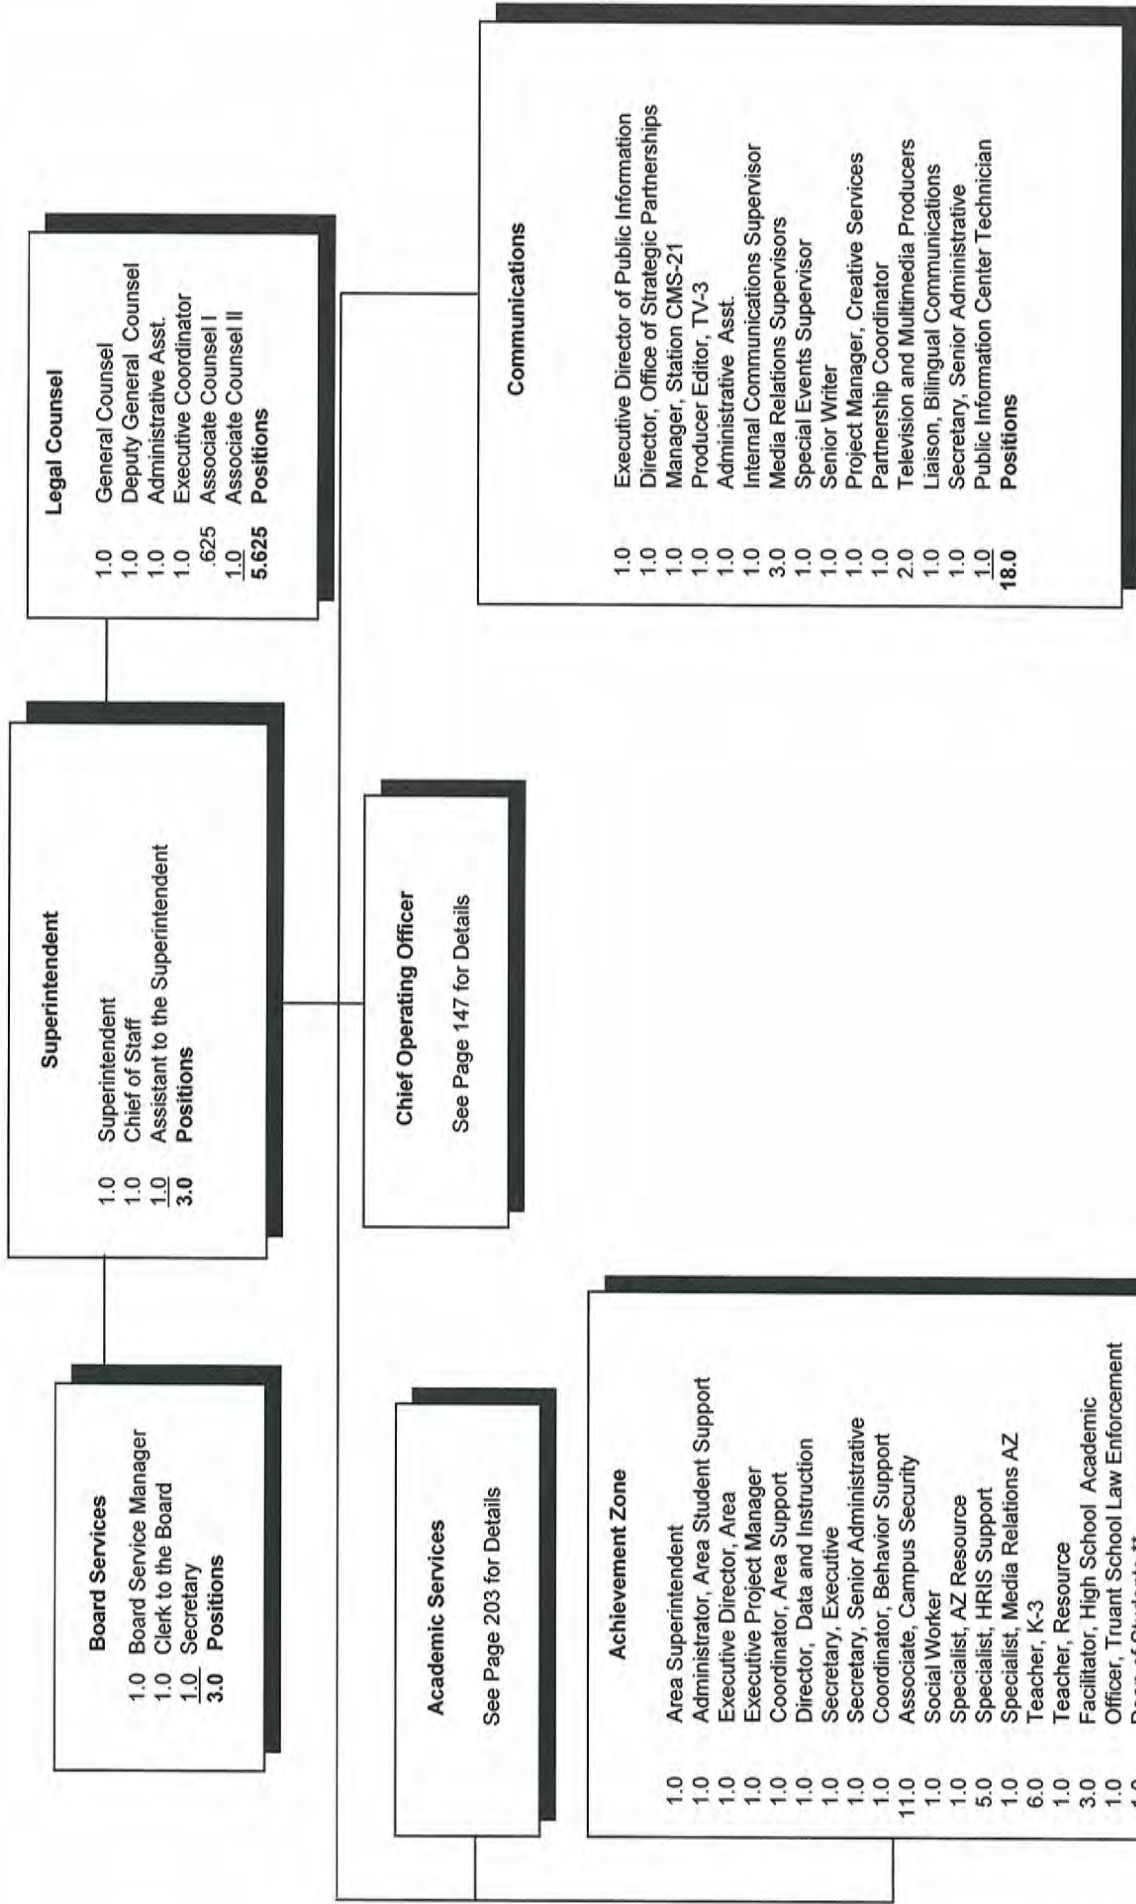 Board Services
1.0 Board Service Manager
1.0 Clerk to the Board
1.0 Secretary
3.0 Positions
Superintendent
1.0 Superintendent
1.0 Chief of Staff
1.0 Assistant to the Superintendent
3.0 Positions
Legal Counsel
1.0 General Counsel
1.0 Deputy General Counsel
1.0 Administrative Asst.
1.0 Executive Coordinator
.625 Associate Counsel I
1.0 Associate Counsel II
5.625 Positions
Academic Services
See Page 203 for Details
Chief Operating Officer
See Page 147 for Details
Communications
1.0 Executive Director of Public Information
1.0 Director, Office of Strategic Partnerships
1.0 Manager, Station CMS-21
1.0 Producer Editor, TV-3
1.0 Administrative Asst.
1.0 Internal Communications Supervisor
3.0 Media Relations Supervisors
1.0 Special Events Supervisor
1.0 Senior Writer
1.0 Project Manager, Creative Services
1.0 Partnership Coordinator
2.0 Television and Multimedia Producers
1.0 Liaison, Bilingual Communications
1.0 Secretary, Senior Administrative
1.0 Public Information Center Technician
18.0 Positions
Achievement Zone
1.0 Area Superintendent
1.0 Administrator, Area Student Support
1.0 Executive Director, Area
1.0 Executive Project Manager
1.0 Coordinator, Area Support
1.0 Director, Data and Instruction
1.0 Secretary, Executive
1.0 Secretary, Senior Administrative
1.0 Coordinator, Behavior Support
11.0 Associate, Campus Security
1.0 Social Worker
1.0 Specialist, AZ Resource
5.0 Specialist, HRIS Support
1.0 Specialist, Media Relations AZ
6.0 Teacher, K-3
1.0 Teacher, Resource
3.0 Facilitator, High School Academic
1.0 Officer, Truant School Law Enforcement